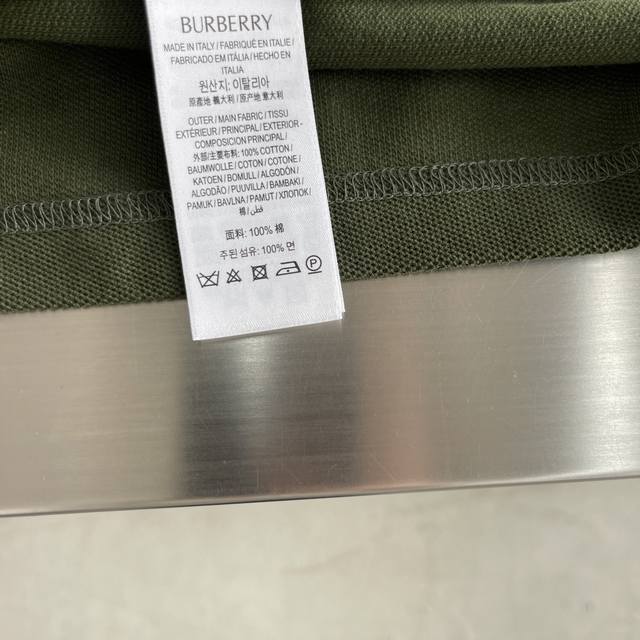 BURBERRY
MADE IN ITALY / FABRIQUÉ EN ITALIE /
FABRICADO EM ITÁLIA / HECHO EN
ITALIA
원산지: 이탈리아
原產地 義大利 / 原产地 意大利
OUTER / MAIN FABRIC / TISSU
EXTÉRIEUR / PRINCIPAL / EXTERIOR -
COMPOSICIÓN PRINCIPAL /
外部/主要布料: 100% COTTON /
BAUMWOLLE / COTON / COTONE /
KATOEN / BOMULL / ALGODÓN /
ALGODÃO / PUUVILLA / BAMBAKI /
PAMUK / BAVLNA / PAMUT / ХЛОПОК /
棉 / قطن
面料: 100% 棉
주된 섬유: 100% 면
P